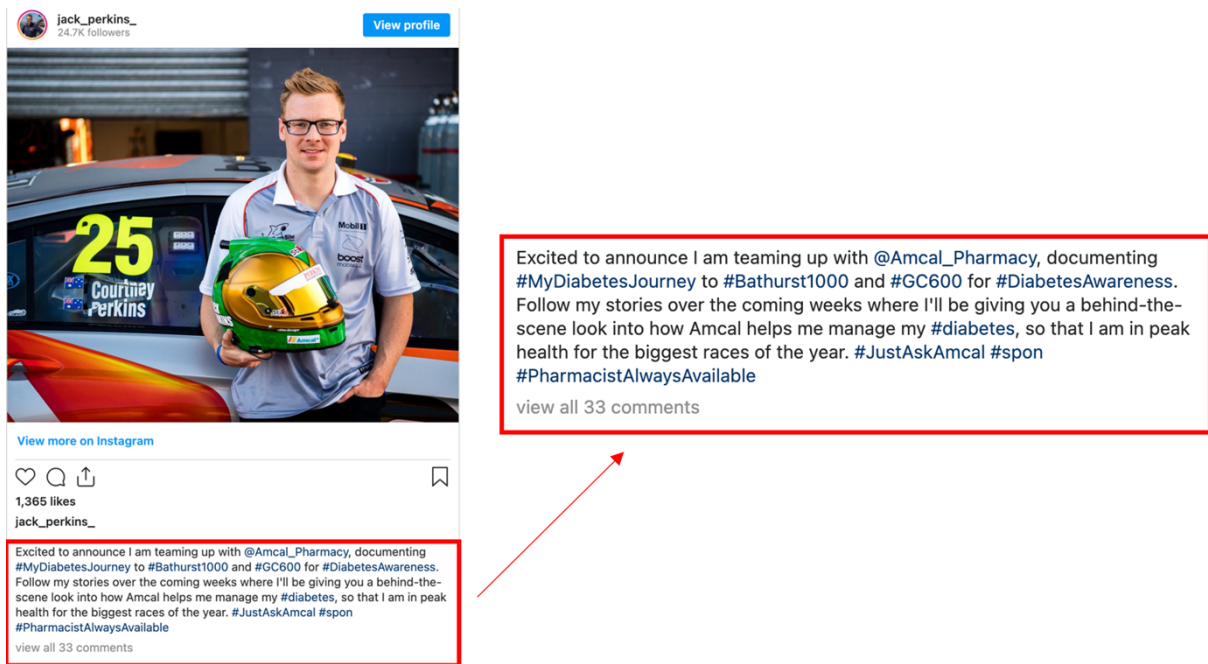 jack_perkins_
24.7K followers
View profile
Mobil 1
boost
25
Courtney
Perkins
Amcal+
View more on Instagram
1,365 likes
jack_perkins_
Excited to announce I am teaming up with @Amcal_Pharmacy, documenting
#MyDiabetesJourney to #Bathurst1000 and #GC600 for #DiabetesAwareness.
Follow my stories over the coming weeks where I'll be giving you a behind-the-
scene look into how Amcal helps me manage my #diabetes, so that I am in peak
health for the biggest races of the year. #JustAskAmcal #spon
#PharmacistAlwaysAvailable
view all 33 comments
Excited to announce I am teaming up with @Amcal_Pharmacy, documenting
#MyDiabetesJourney to #Bathurst1000 and #GC600 for #DiabetesAwareness.
Follow my stories over the coming weeks where I'll be giving you a behind-the-
scene look into how Amcal helps me manage my #diabetes, so that I am in peak
health for the biggest races of the year. #JustAskAmcal #spon
#PharmacistAlwaysAvailable
view all 33 comments